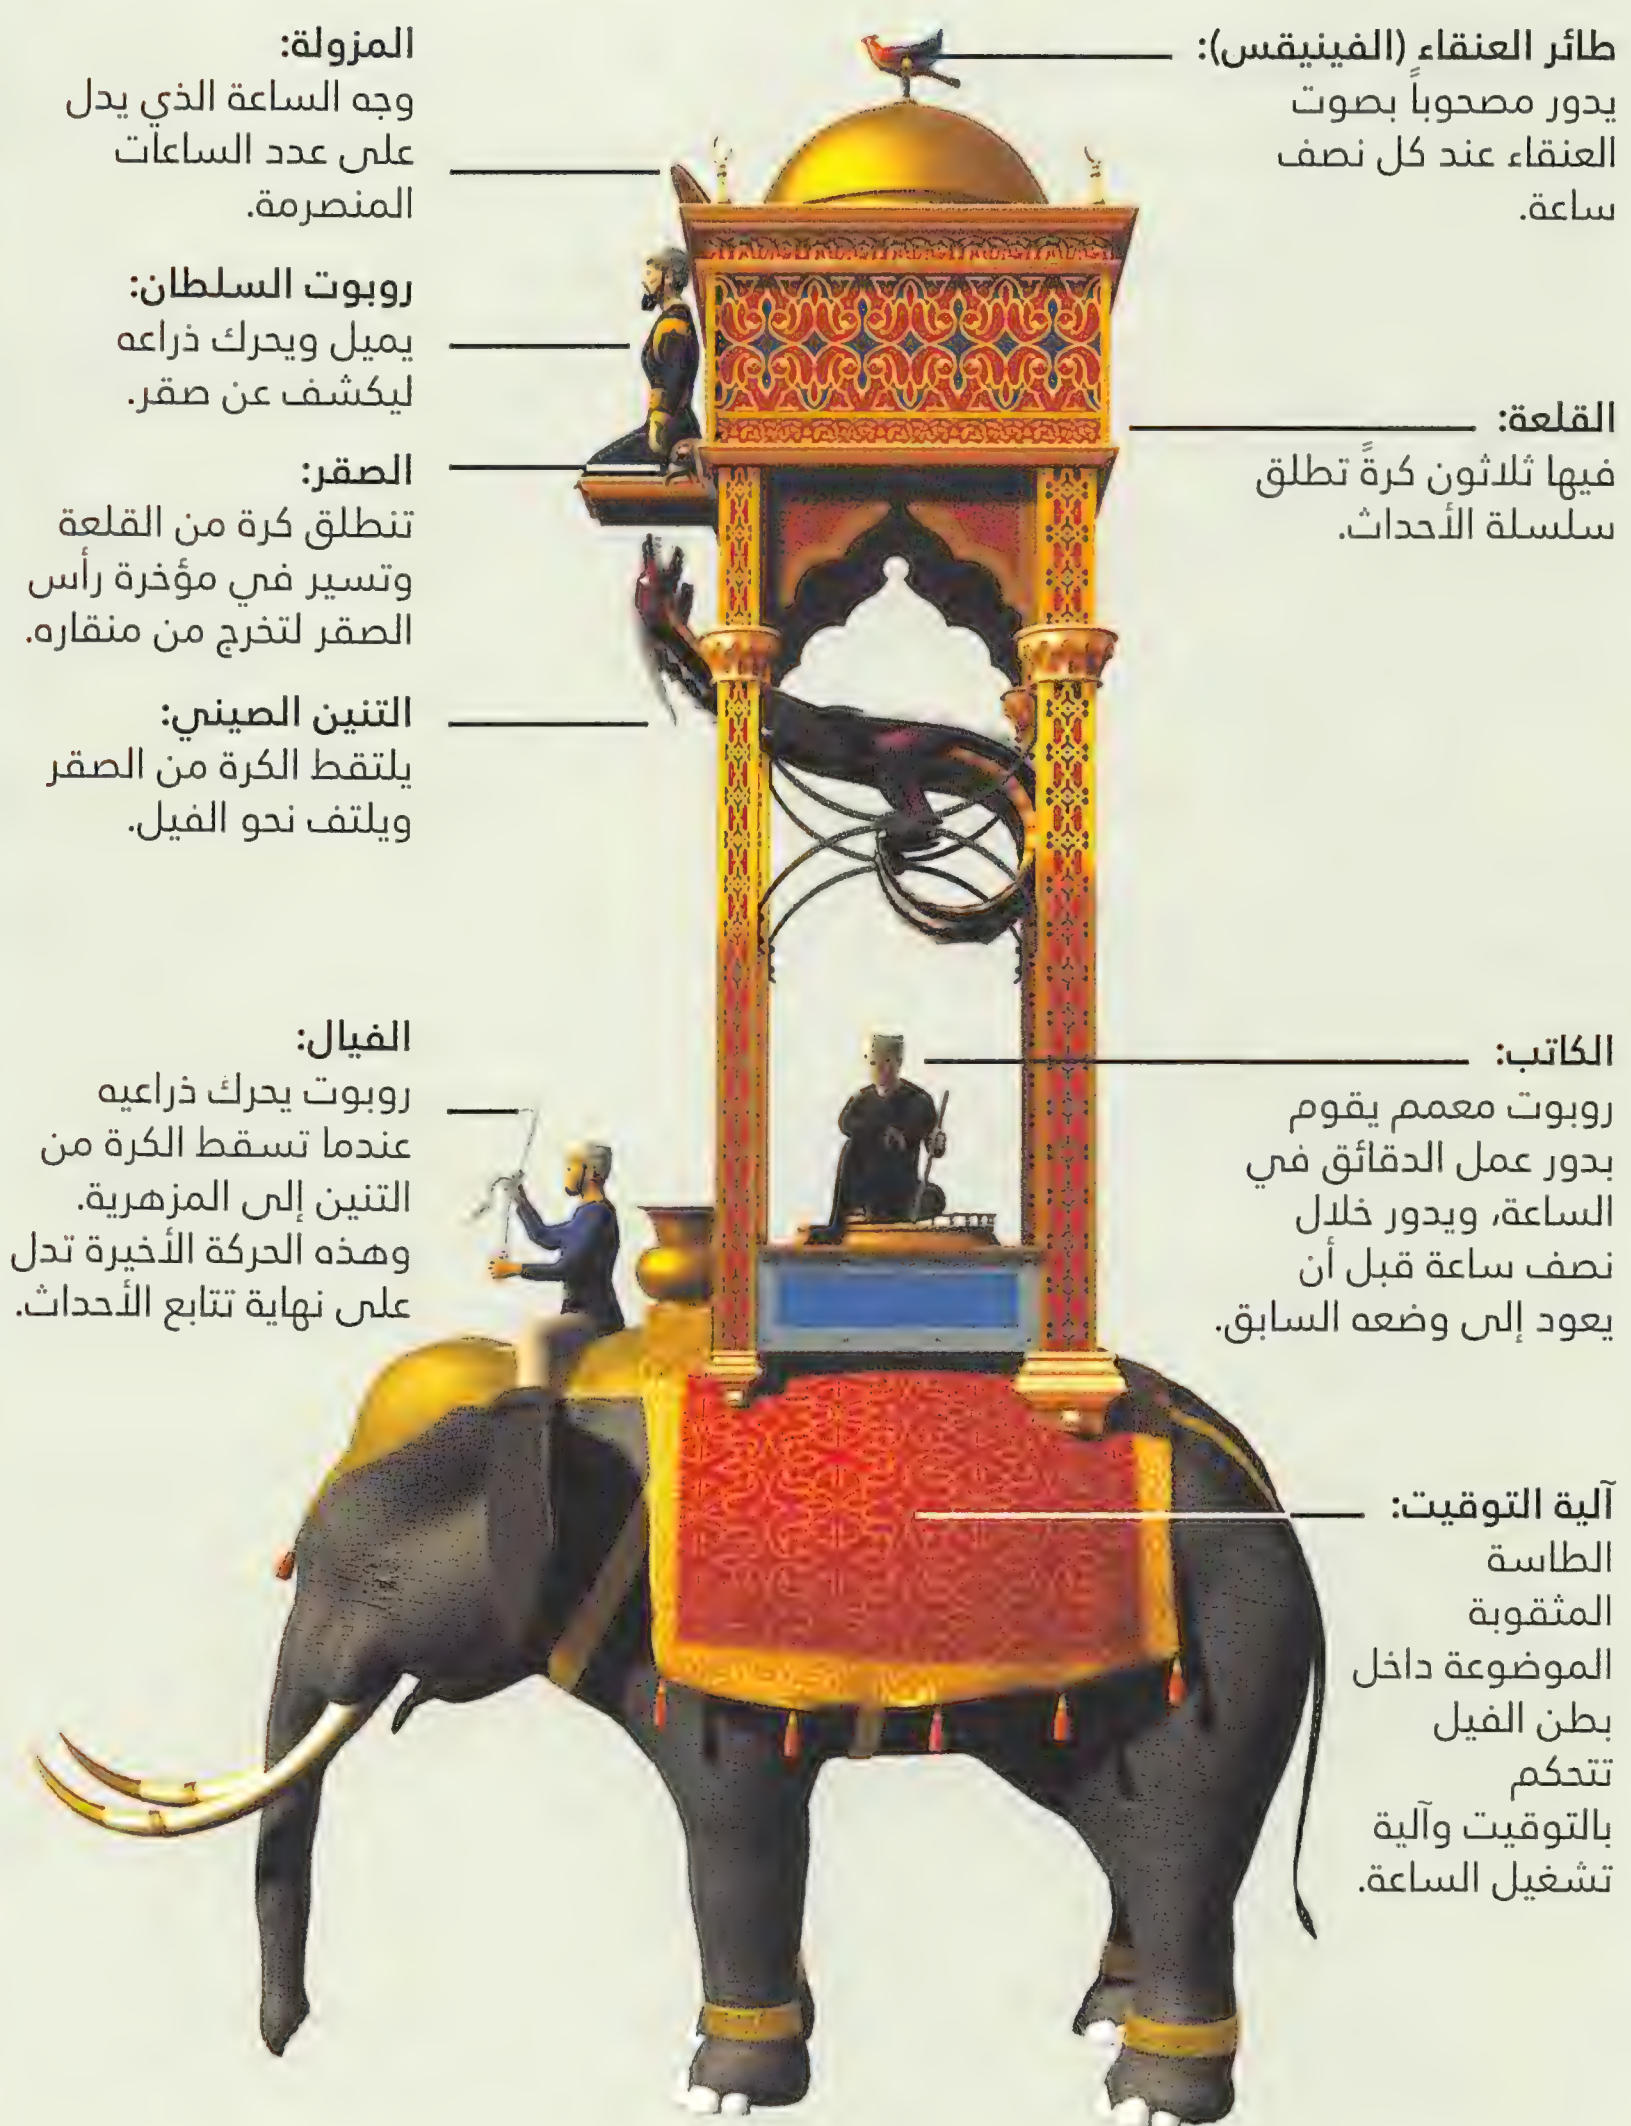 طائر العنقاء (الفينيقس):
يدور مصحوباً بصوت
العنقاء عند كل نصف
ساعة.
القلعة:
فيها ثلاثون كرةً تطلق
سلسلة الأحداث.
الكاتب:
روبوت معمم يقوم
بدور عمل الدقائق في
الساعة، ويدور خلال
نصف ساعة قبل أن
يعود إلى وضعه السابق.
آلية التوقيت:
الطاسة
المثقوبة
الموضوعة داخل
بطن الفيل
تتحكم
بالتوقيت وآلية
تشغيل الساعة.
المزولة:
وجه الساعة الذي يدل
على عدد الساعات
المنصرمة.
روبوت السلطان:
يميل ويحرك ذراعه
ليكشف عن صقر.
الصقر:
تنطلق كرة من القلعة
وتسير في مؤخرة رأس
الصقر لتخرج من منقاره.
التنين الصيني:
يلتقط الكرة من الصقر
ويلتف نحو الفيل.
الفيال:
روبوت يحرك ذراعيه
عندما تسقط الكرة من
التنين إلى المزهرية.
وهذه الحركة الأخيرة تدل
على نهاية تتابع الأحداث.